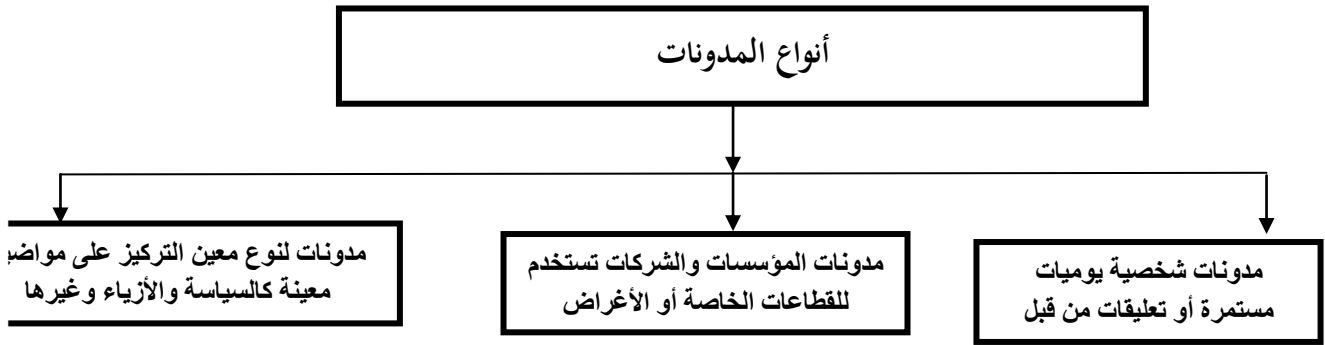 أنواع المدونات
مدونات شخصية يوميات
مستمرة أو تعليقات من قبل
مدونات المؤسسات والشركات تستخدم
للقطاعات الخاصة أو الأغراض
مدونات لنوع معين التركيز على
معينة كالسياسة والأزياء وغيرها